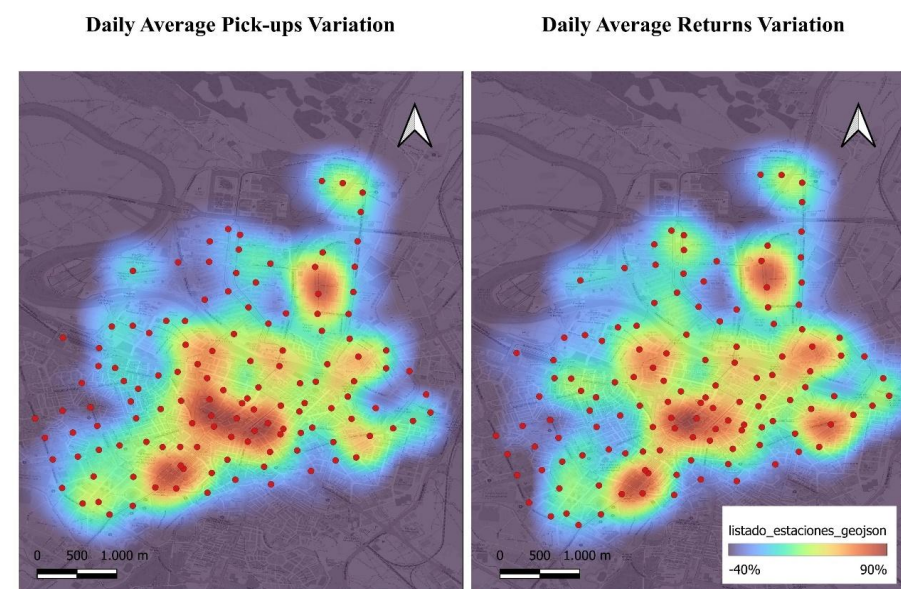 Daily Average Pick-ups Variation
Daily Average Returns Variation
0 500 1.000 m
0 500 1.000 m
listado_estaciones_geojson
-40% 90%